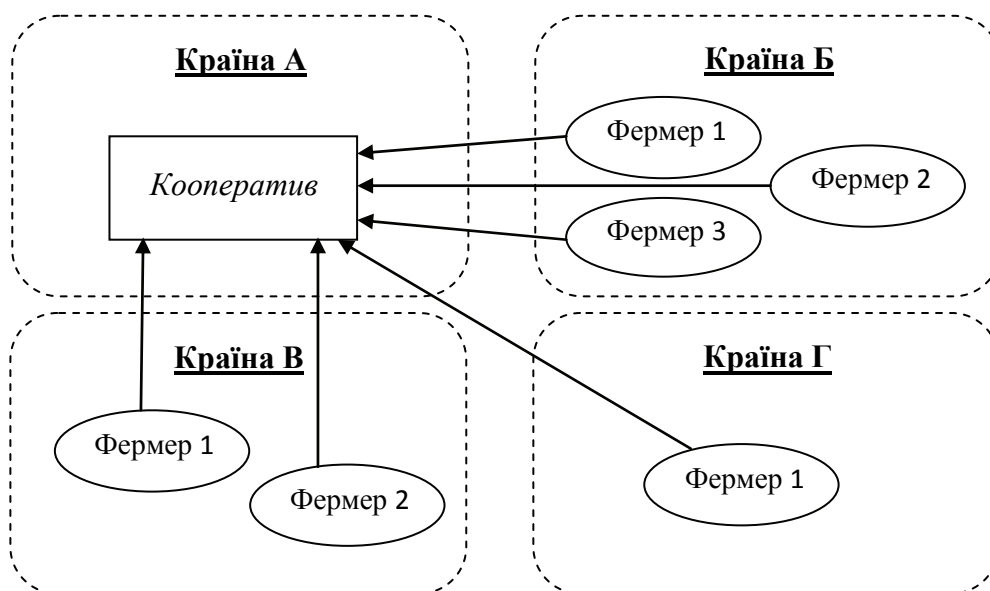 Країна А
Кооператив
Країна Б
Фермер 1
Фермер 2
Фермер 3
Країна В
Фермер 1
Фермер 2
Країна Г
Фермер 1